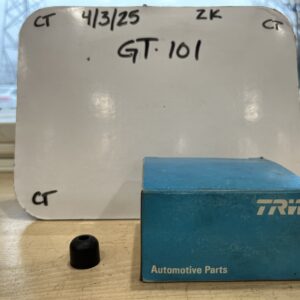 CT 4/3/25 ZK CT
GT·101
CT
TRW
Automotive Parts